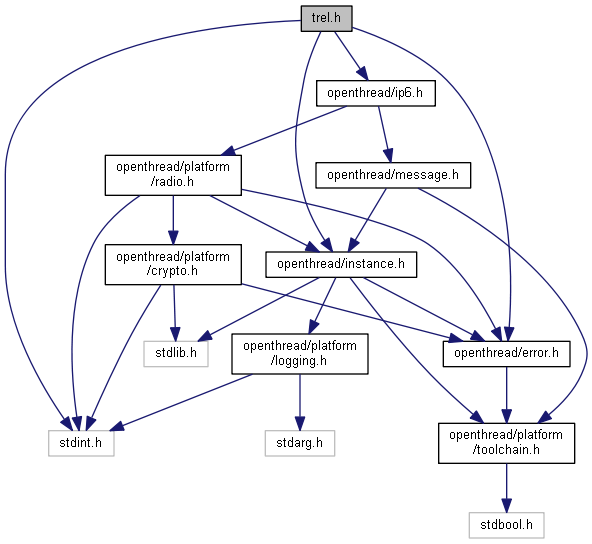 trel.h
openthread/ip6.h
openthread/platform
/radio.h
openthread/message.h
openthread/platform
/crypto.h
openthread/instance.h
stdlib.h
openthread/platform
/logging.h
openthread/error.h
stdint.h
stdarg.h
openthread/platform
/toolchain.h
stdbool.h